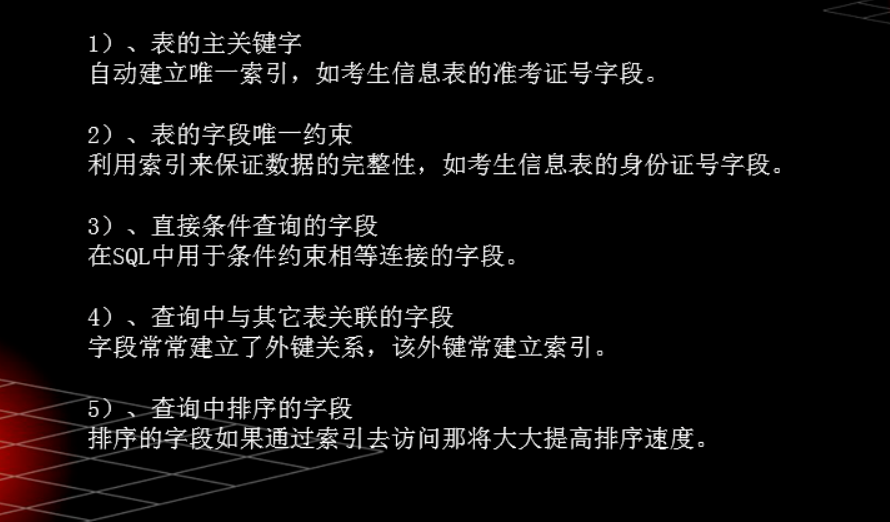 1）、表的主关键字
自动建立唯一索引，如考生信息表的准考证号字段。
2）、表的字段唯一约束
利用索引来保证数据的完整性，如考生信息表的身份证号字段。
3）、直接条件查询的字段
在SQL中用于条件约束相等连接的字段。
4）、查询中与其它表关联的字段
字段常常建立了外键关系，该外键常建立索引。
5）、查询中排序的字段
排序的字段如果通过索引去访问那将大大提高排序速度。